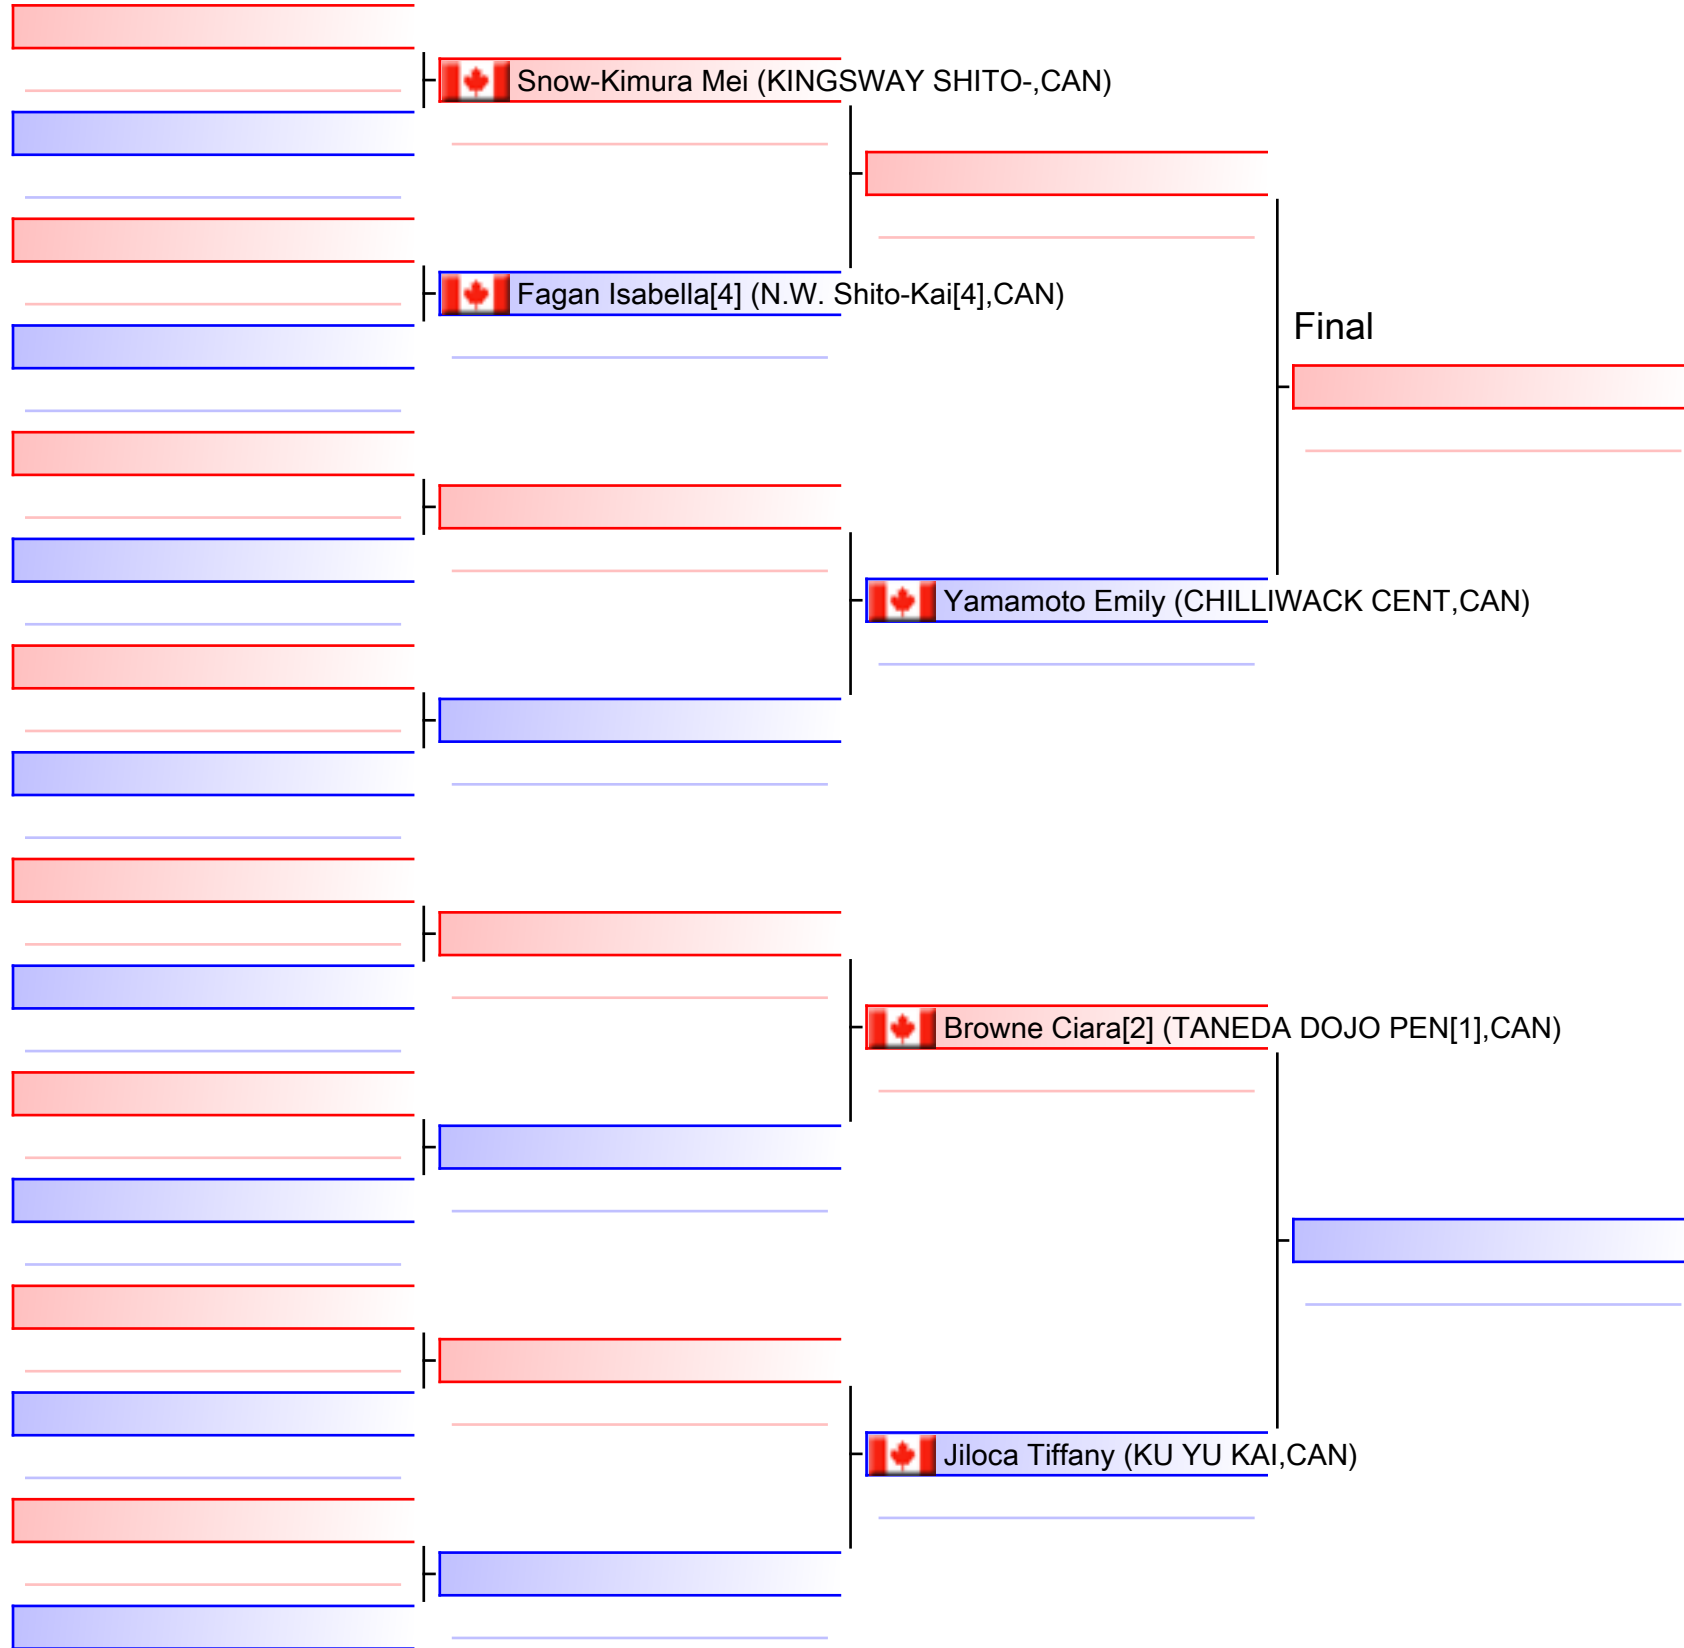 Snow-Kimura Mei (KINGSWAY SHITO-,CAN)
Fagan Isabella[4] (N.W. Shito-Kai[4],CAN)
Final
Yamamoto Emily (CHILLIWACK CENT,CAN)
Browne Ciara[2] (TANEDA DOJO PEN[1],CAN)
Jiloca Tiffany (KU YU KAI,CAN)